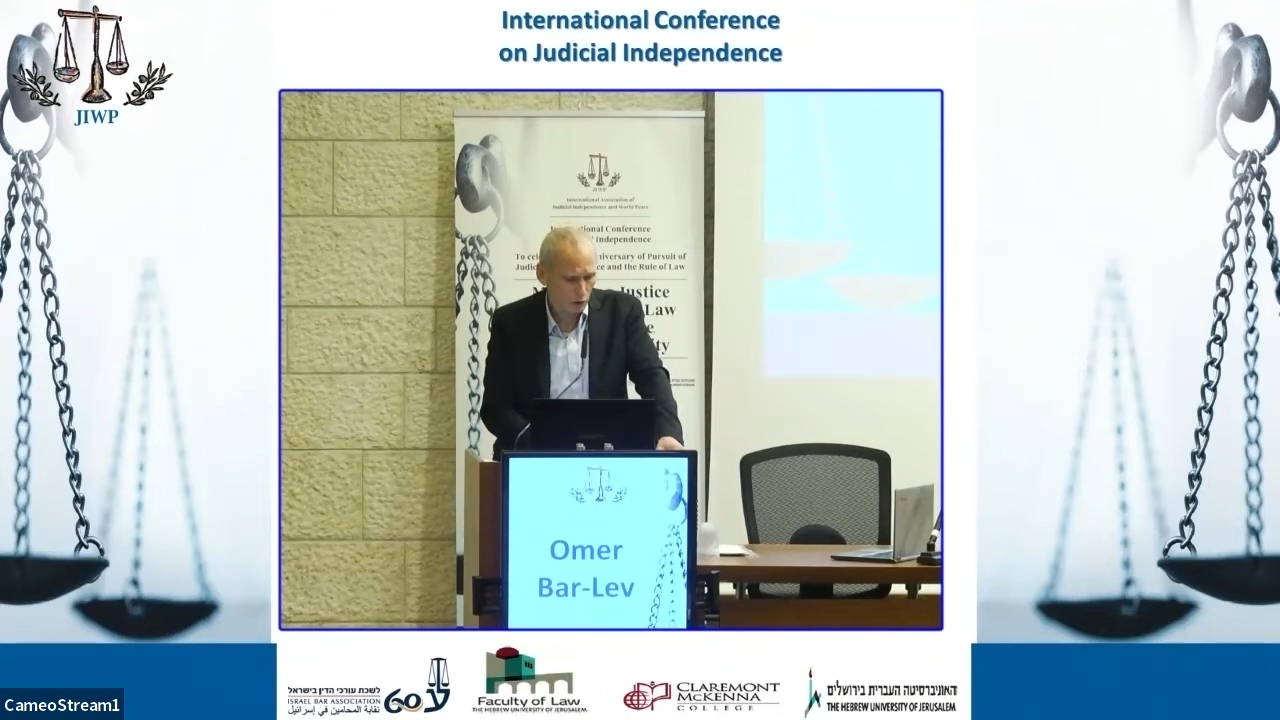 International Conference
on Judicial Independence
JIWP
JIWP
International Association of
Judicial Independence and World Peace
International Conference
Independence
To niversary of Pursuit of
Judic ce and the Rule of Law
Justice
Law
Omer
Bar-Lev
CameoStream1
לשכת עורכי הדין בישראל
ISRAEL BAR ASSOCIATION
نقابة المحامين في إسرائيل
60
Faculty of Law
THE HEBREW UNIVERSITY OF JERUSALEM
CLAREMONT
MCKENNA
COLLEGE
האוניברסיטה העברית בירושלים
THE HEBREW UNIVERSITY OF JERUSALEM